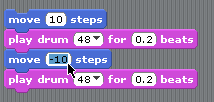 move 10 steps
play drum 48 for 0.2 beats
move -10 steps
play drum 48 for 0.2 beats